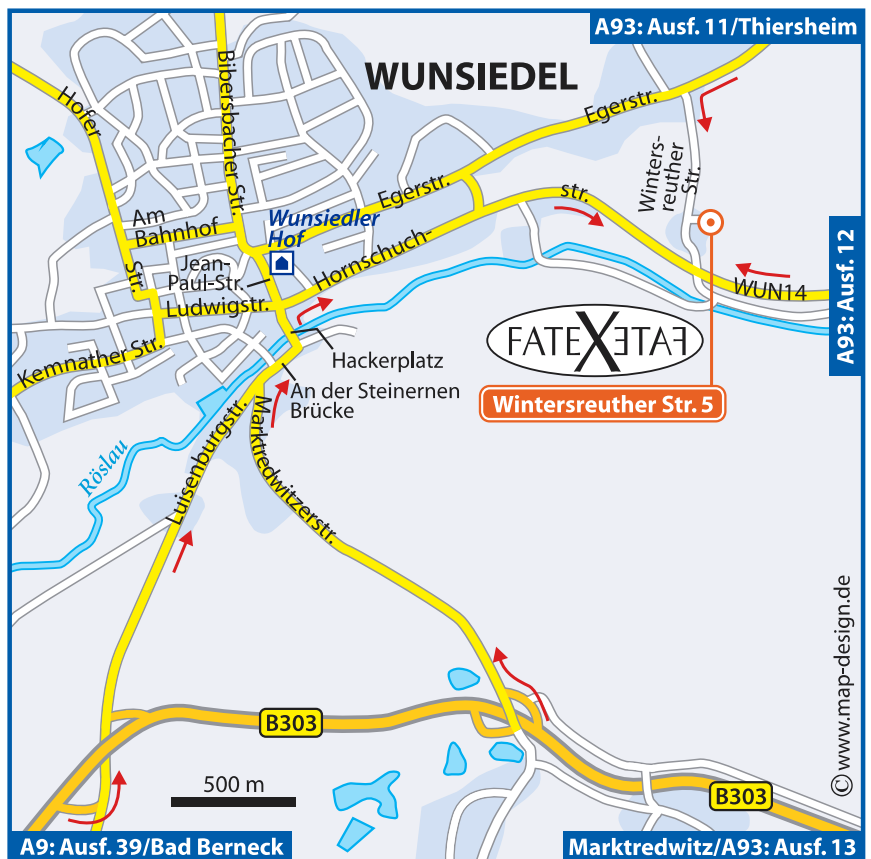 A93: Ausf. 11/Thiersheim
WUNSIEDEL
Hofer
Str.
Bibersbacher Str.
Egerstr.
Winters-
reuther
Str.
Egerstr.
str.
Am
Bahnhof
Wunsiedler
Hof
Jean-
Paul-Str.
Hornschuch-
Ludwigstr.
WUN14
A93: Ausf. 12
Kemnather Str.
Hackerplatz
FATEXETAF
An der Steinernen
Brücke
Wintersreuther Str. 5
Röslau
Luisenburgstr.
Marktredwitzerstr.
B303
500 m
B303
© www.map-design.de
A9: Ausf. 39/Bad Berneck
Marktredwitz/A93: Ausf. 13